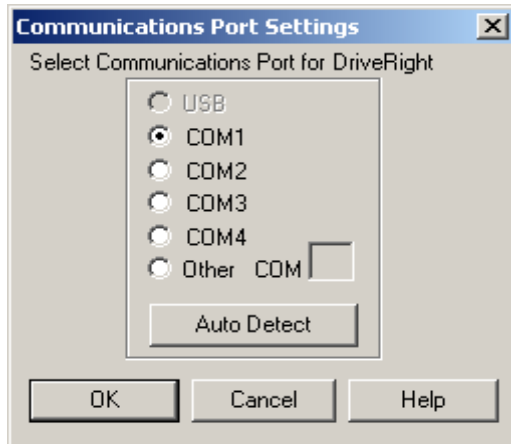 Communications Port Settings
Select Communications Port for DriveRight
USB
COM1
COM2
COM3
COM4
Other COM
Auto Detect
OK Cancel Help